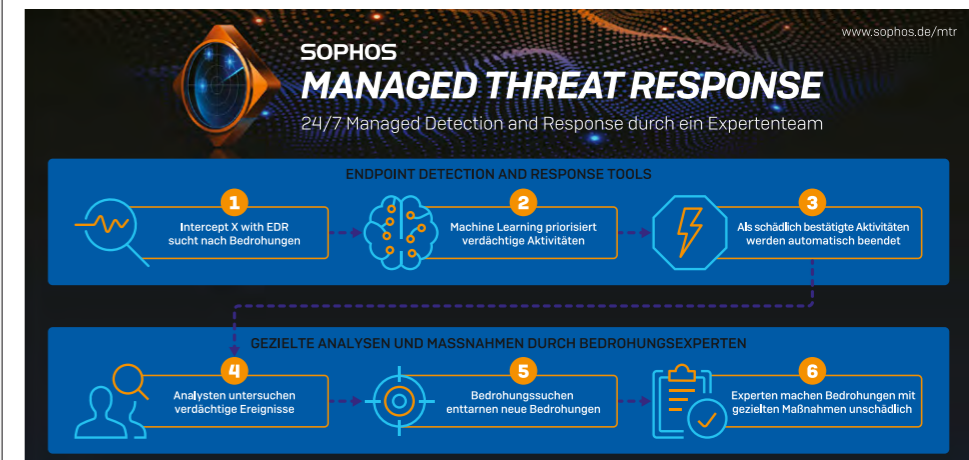 www.sophos.de/mtr
SOPHOS
MANAGED THREAT RESPONSE
24/7 Managed Detection and Response durch ein Expertenteam
ENDPOINT DETECTION AND RESPONSE TOOLS
1
Intercept X with EDR
sucht nach Bedrohungen
2
Machine Learning priorisiert
verdächtige Aktivitäten
3
Als schädlich bestätigte Aktivitäten
werden automatisch beendet
GEZIELTE ANALYSEN UND MASSNAHMEN DURCH BEDROHUNGSEXPERTEN
4
Analysten untersuchen
verdächtige Ereignisse
5
Bedrohungssuchen
enttarnen neue Bedrohungen
6
Experten machen Bedrohungen mit
gezielten Maßnahmen unschädlich